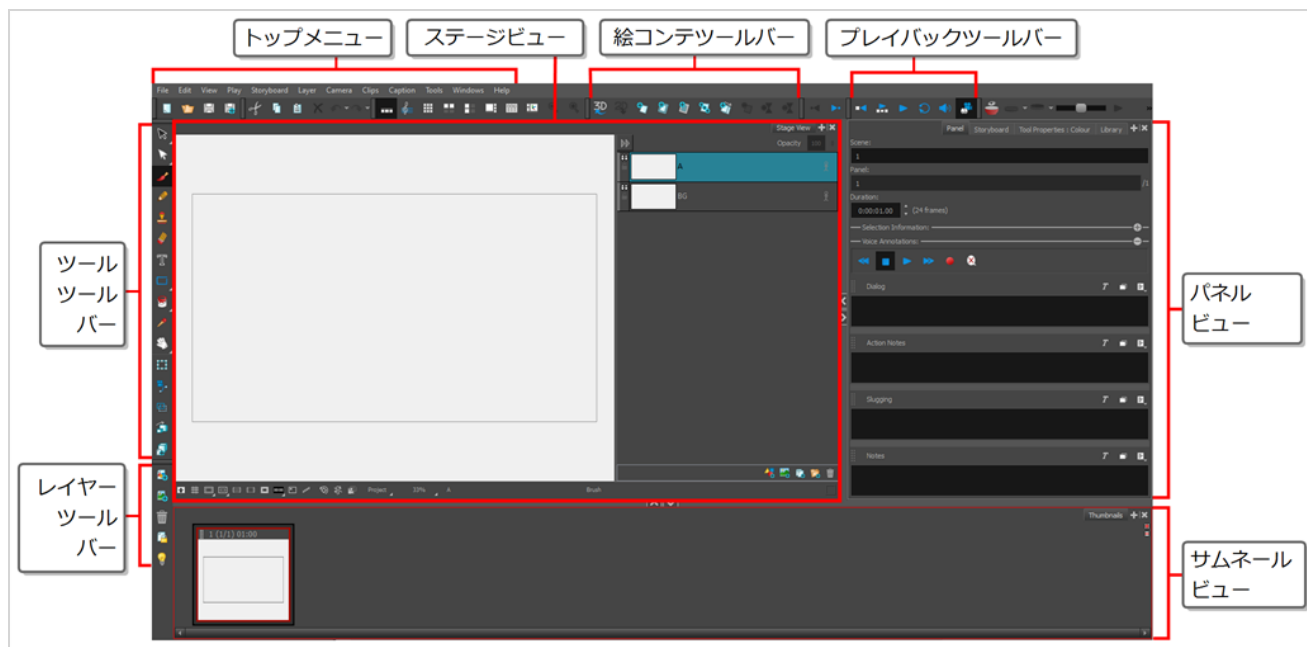 トップメニュー
ステージビュー
絵コンテツールバー
プレイバックツールバー
File Edit View Play Storyboard Layer Camera Clips Caption Tools Windows Help
3D
Stage View
Panel Storyboard Tool Properties : Colour Library
Opacity
A
BG
Scene:
1
Panel:
1 /1
Duration:
0:00:01.00 (24 frames)
Selection Information:
Voice Annotations:
Dialog
Action Notes
Slugging
Notes
ツール
ツール
バー
パネル
ビュー
Project 33% A Brush
レイヤー
ツール
バー
Thumbnails
1 (1/1) 01:00
サムネール
ビュー